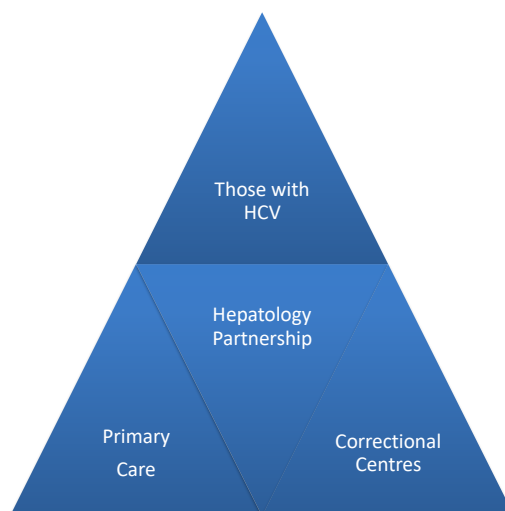 Those with
HCV
Hepatology
Partnership
Primary
Care
Correctional
Centres